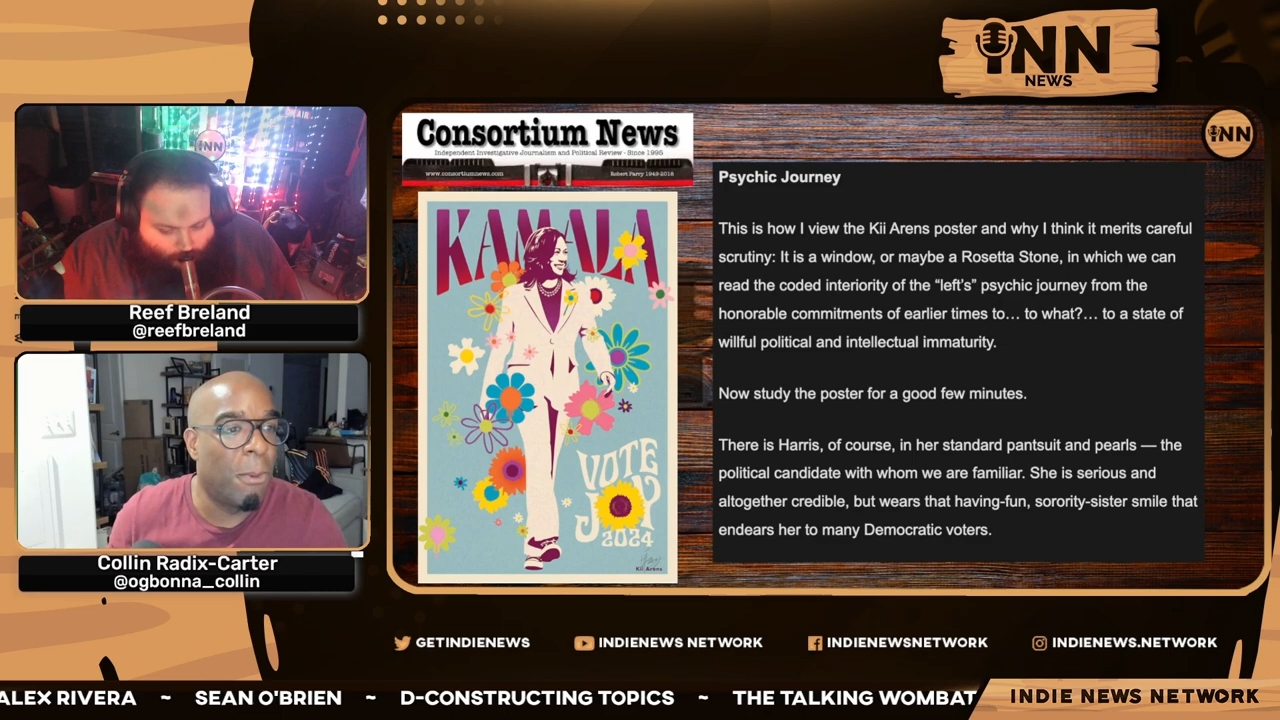 iNN
NEWS
Consortium News
Independent Investigative Journalism and Political Review - Since 1995
www.consortiumnews.com
Robert Parry 1949-2018
iNN
Psychic Journey
This is how I view the Kii Arens poster and why I think it merits careful
scrutiny: It is a window, or maybe a Rosetta Stone, in which we can
read the coded interiority of the “left’s” psychic journey from the
honorable commitments of earlier times to… to what?… to a state of
willful political and intellectual immaturity.
Now study the poster for a good few minutes.
There is Harris, of course, in her standard pantsuit and pearls — the
political candidate with whom we are familiar. She is serious and
altogether credible, but wears that having-fun, sorority-sister smile that
endears her to many Democratic voters.
KAMALA
VOTE
JOY
2024
Kii Arens
iNN
Reef Breland
@reefbreland
Collin Radix-Carter
@ogbonna_collin
GETINDIENEWS
INDIENEWS NETWORK
INDIENEWSNETWORK
INDIENEWS.NETWORK
ALEX RIVERA ~ SEAN O'BRIEN ~ D-CONSTRUCTING TOPICS ~ THE TALKING WOMBAT
INDIE NEWS NETWORK